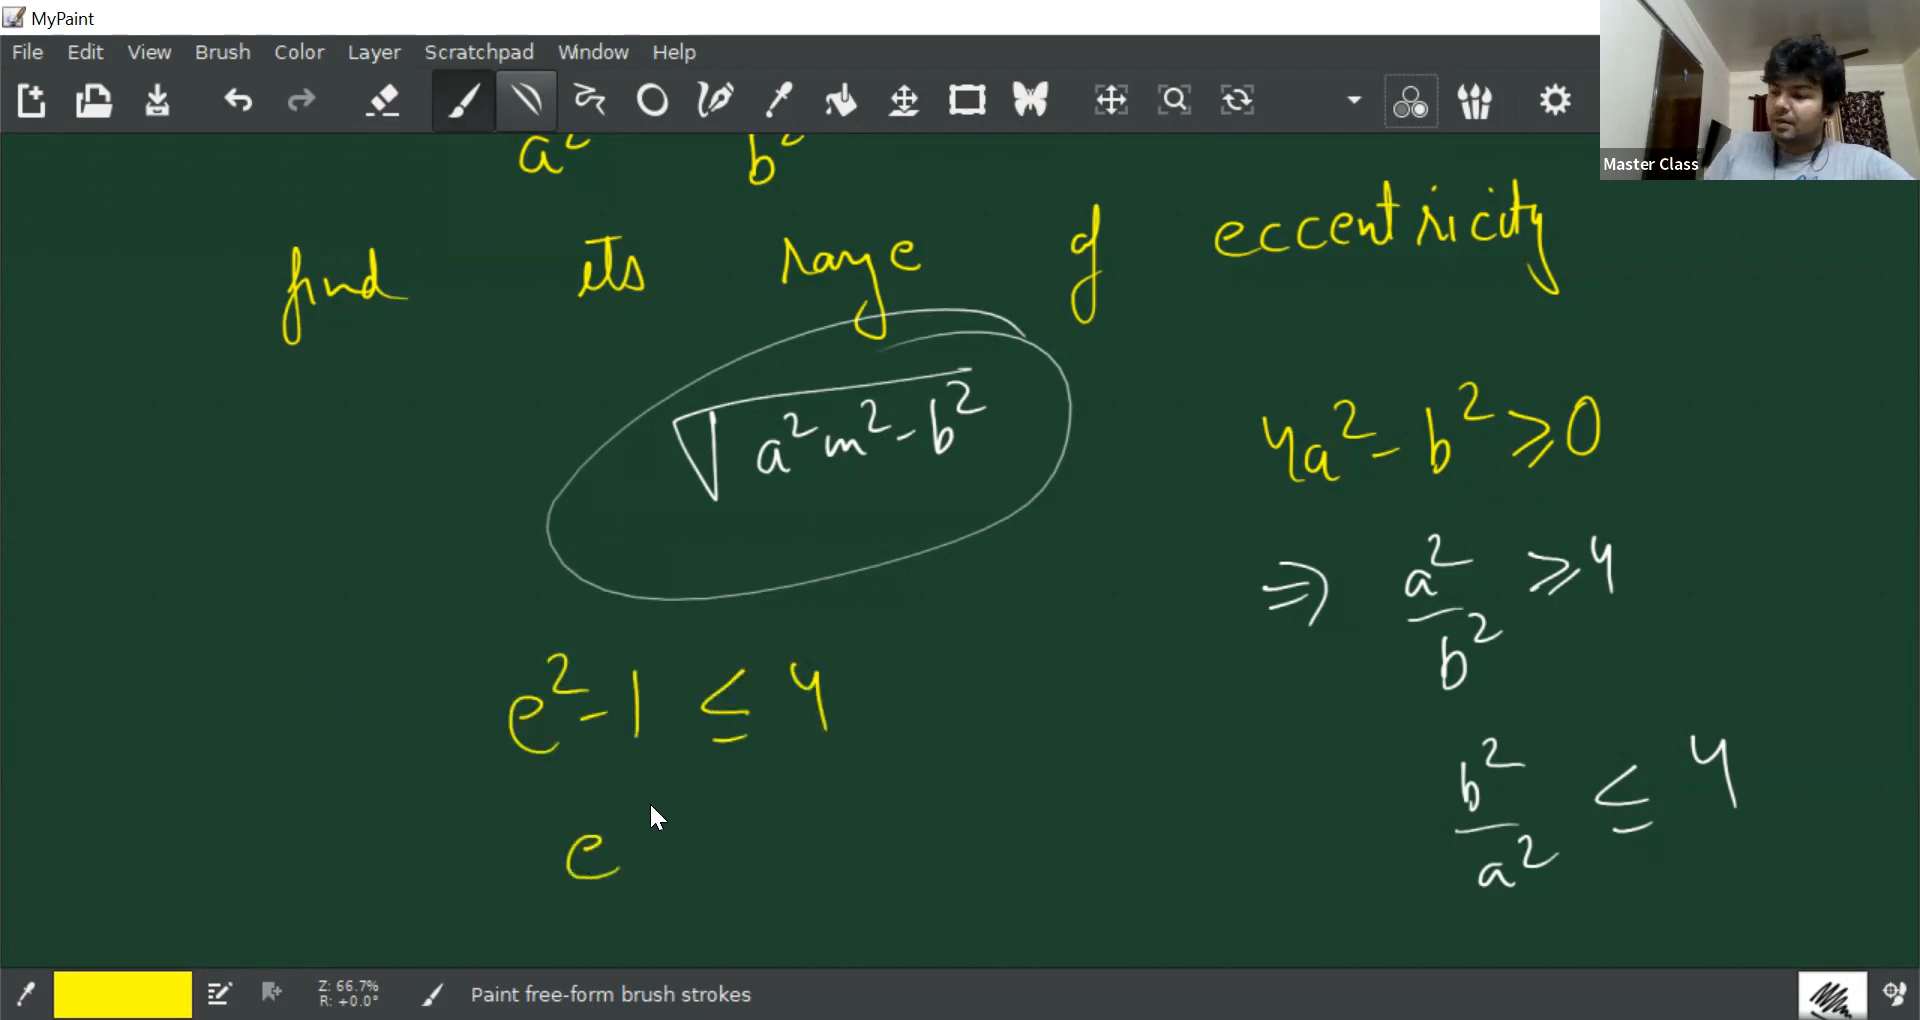 MyPaint
File Edit View Brush Color Layer Scratchpad Window Help
Master Class
a² b²
find its range of eccentricity
√a²m²-b²
4a²-b²≥0
⇒ a²/b² ≥4
e²-1 ≤ 4
b²/a² ≤ 4
e
Z: 66.7%
R: +0.0°
Paint free-form brush strokes